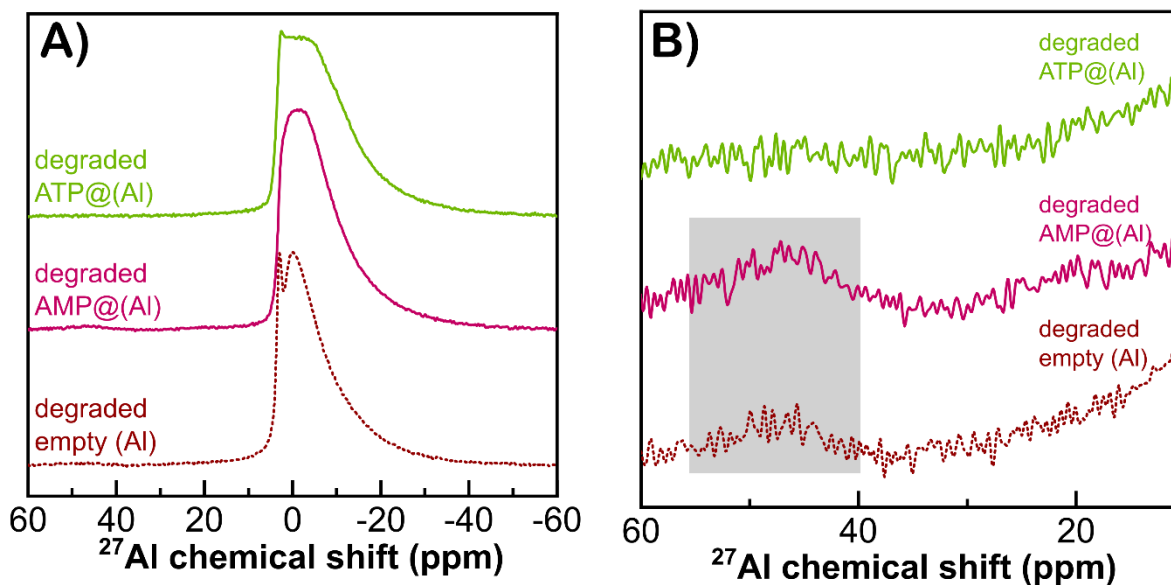 A)
degraded
ATP@(Al)
degraded
AMP@(Al)
degraded
empty (Al)
60 40 20 0 -20 -40 -60
²⁷Al chemical shift (ppm)
B)
degraded
ATP@(Al)
degraded
AMP@(Al)
degraded
empty (Al)
60 40 20
²⁷Al chemical shift (ppm)